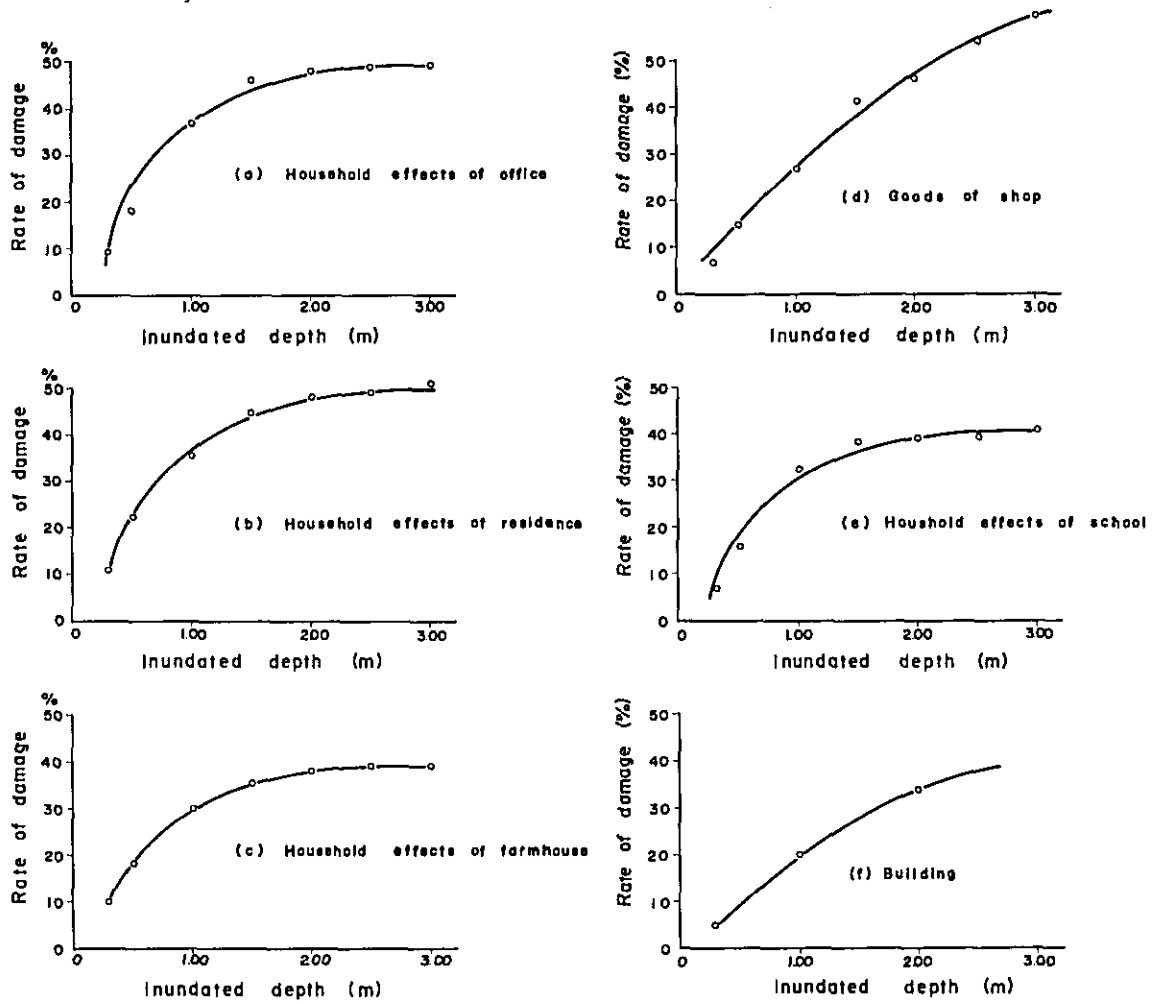 %
50
40
30
20
10
0
Rate of damage
(a) Household effects of office
0 1.00 2.00 3.00
Inundated depth (m)
50
40
30
20
10
0
Rate of damage (%)
(d) Goods of shop
0 1.00 2.00 3.00
Inundated depth (m)
%
50
40
30
20
10
0
Rate of damage
(b) Household effects of residence
0 1.00 2.00 3.00
Inundated depth (m)
50
40
30
20
10
0
Rate of damage (%)
(e) Houshold effects of school
0 1.00 2.00 3.00
Inundated depth (m)
%
50
40
30
20
10
0
Rate of damage
(c) Household effects of farmhouse
0 1.00 2.00 3.00
Inundated depth (m)
50
40
30
20
10
0
Rate of damage (%)
(f) Building
0 1.00 2.00 3.00
Inundated depth (m)